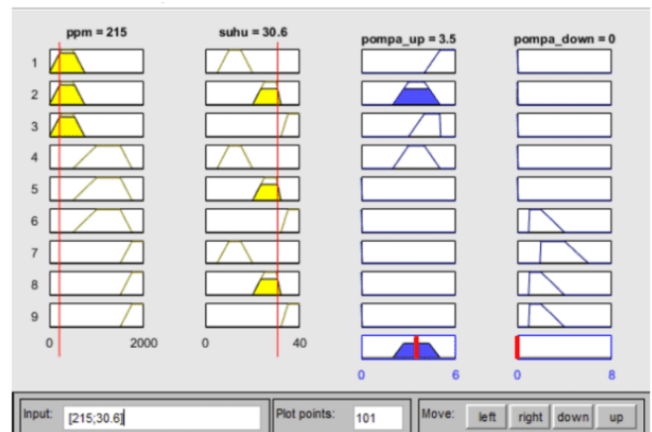 ppm = 215 suhu = 30.6 pompa_up = 3.5 pompa_down = 0
1
2
3
4
5
6
7
8
9
0 2000 0 40
0 6 0 8
Input: [215;30.6] Plot points: 101 Move: left right down up